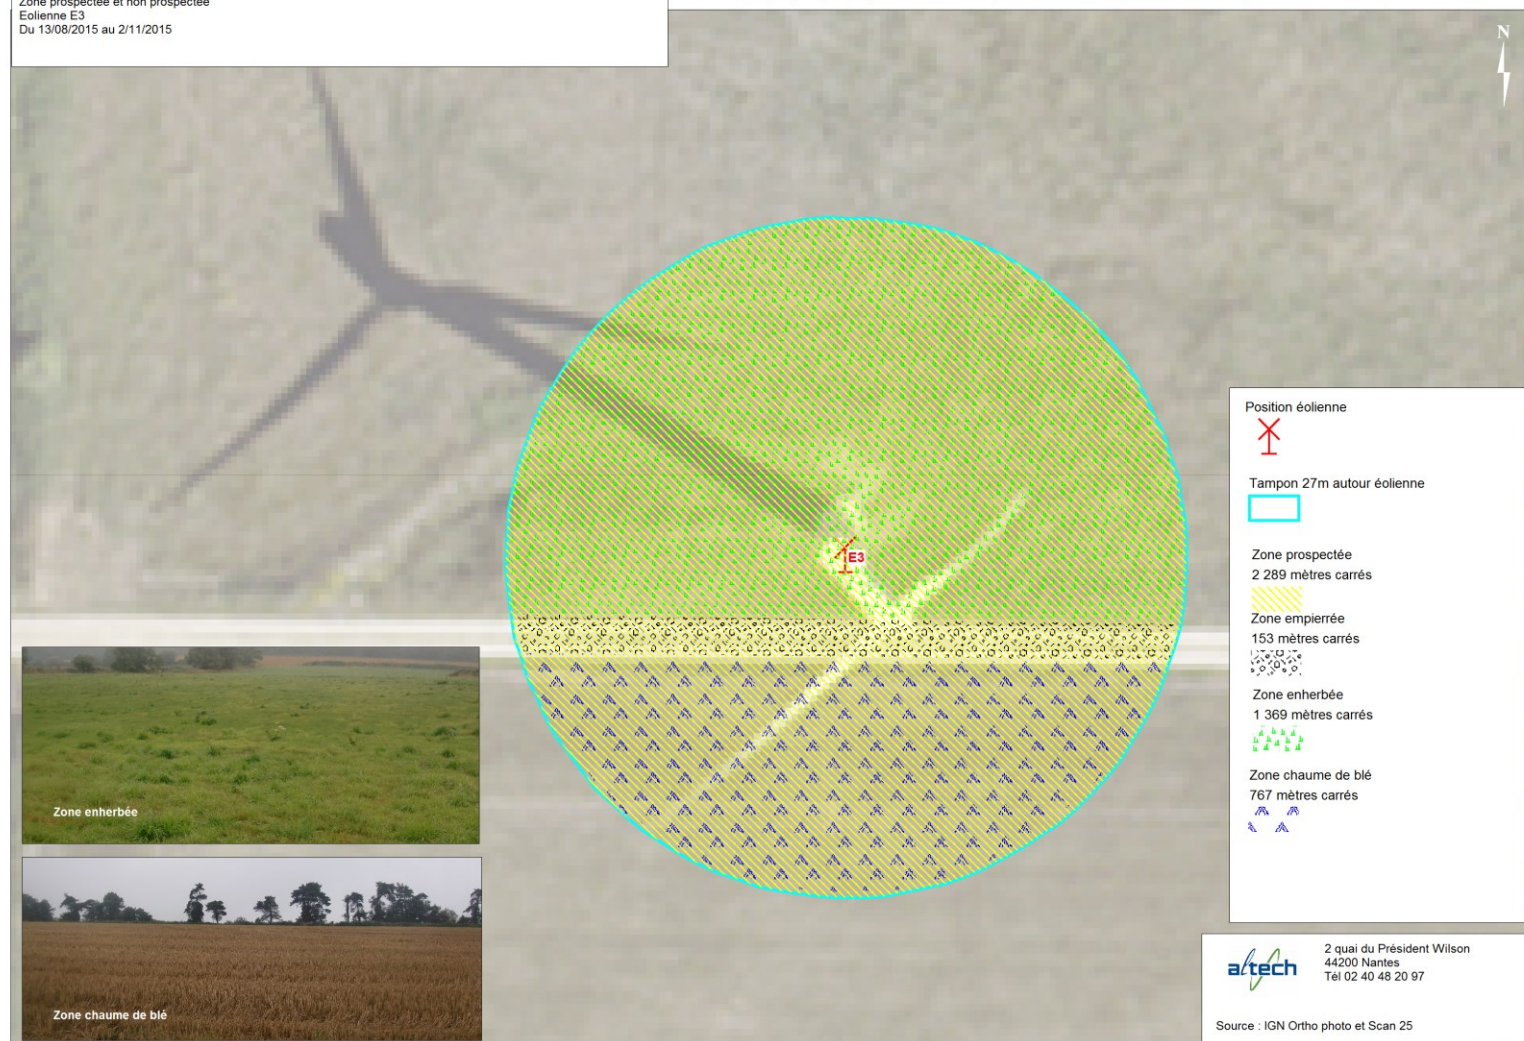 Zone prospectée et non prospectée
Eolienne E3
Du 13/08/2015 au 2/11/2015
N
E3
Position éolienne
Tampon 27m autour éolienne
Zone prospectée
2 289 mètres carrés
Zone empierrée
153 mètres carrés
Zone enherbée
1 369 mètres carrés
Zone chaume de blé
767 mètres carrés
Zone enherbée
Zone chaume de blé
altech
2 quai du Président Wilson
44200 Nantes
Tél 02 40 48 20 97
Source : IGN Ortho photo et Scan 25